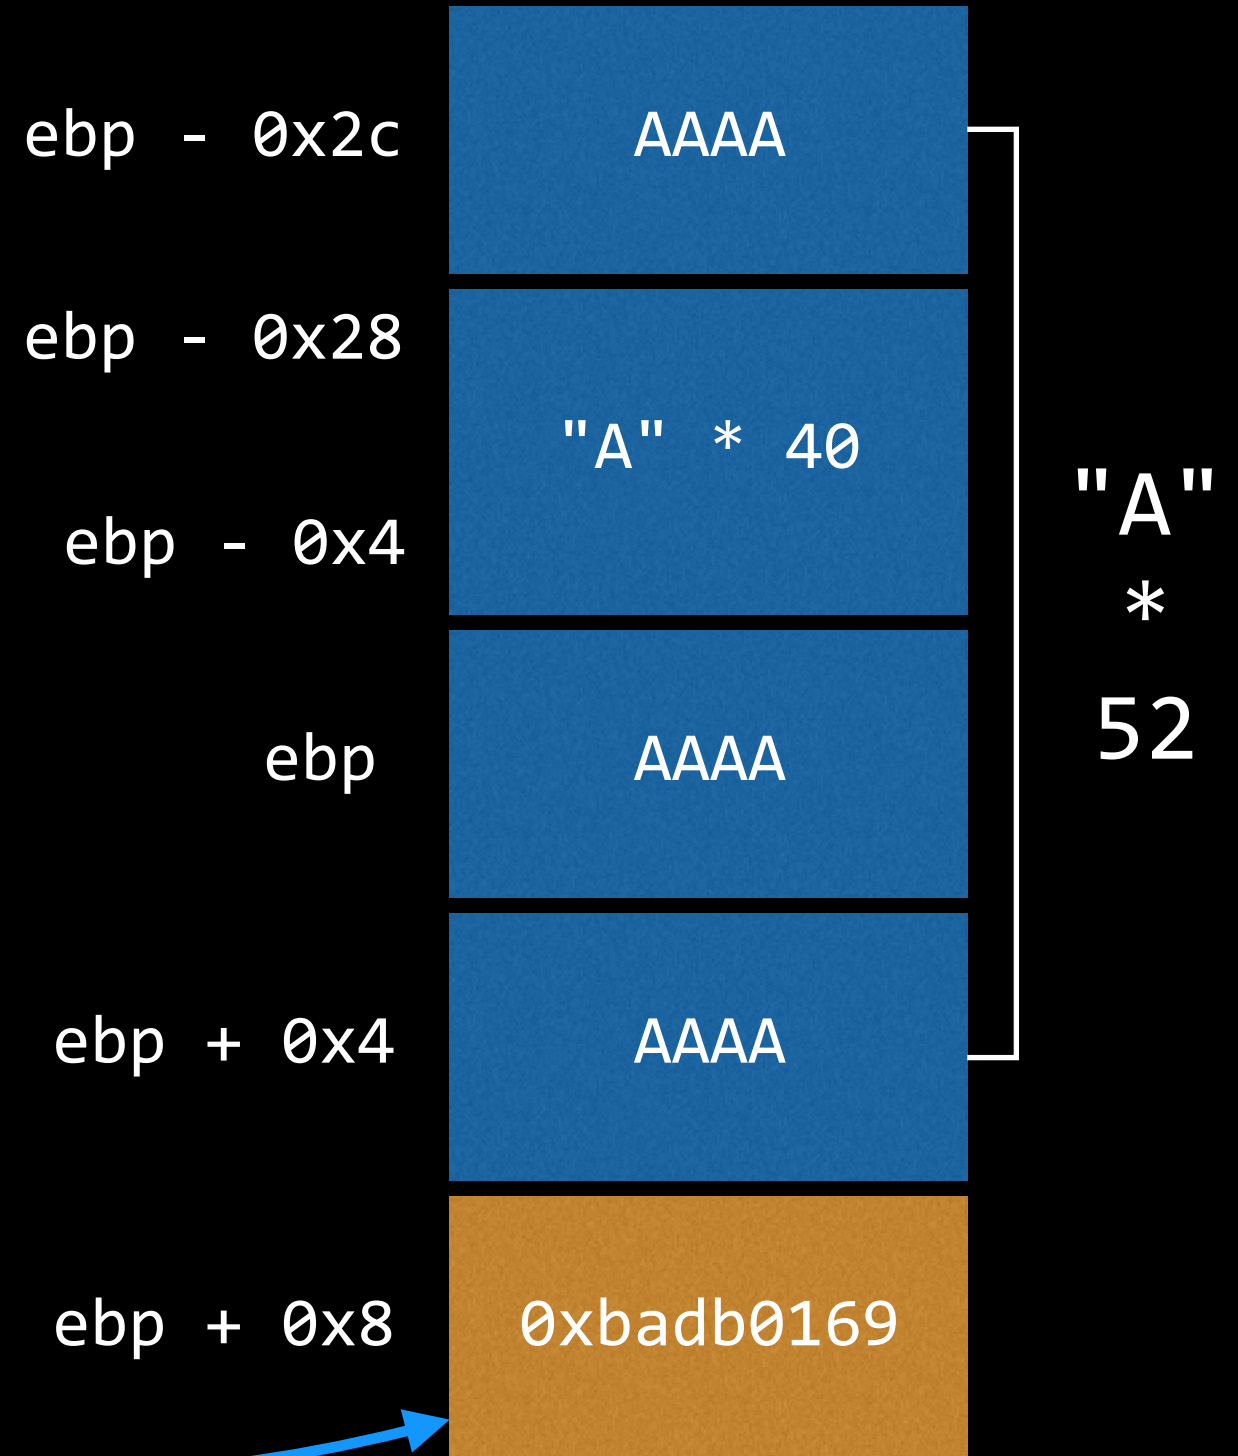 ebp - 0x2c AAAA
ebp - 0x28
"A" * 40
ebp - 0x4
ebp AAAA
ebp + 0x4 AAAA
ebp + 0x8 0xbadb0169
"A"
*
52